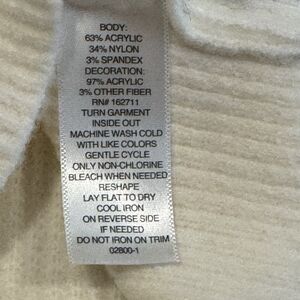 BODY:
63% ACRYLIC
34% NYLON
3% SPANDEX
DECORATION:
97% ACRYLIC
3% OTHER FIBER
RN# 162711
TURN GARMENT
INSIDE OUT
MACHINE WASH COLD
WITH LIKE COLORS
GENTLE CYCLE
ONLY NON-CHLORINE
BLEACH WHEN NEEDED
RESHAPE
LAY FLAT TO DRY
COOL IRON
ON REVERSE SIDE
IF NEEDED
DO NOT IRON ON TRIM
02800-1